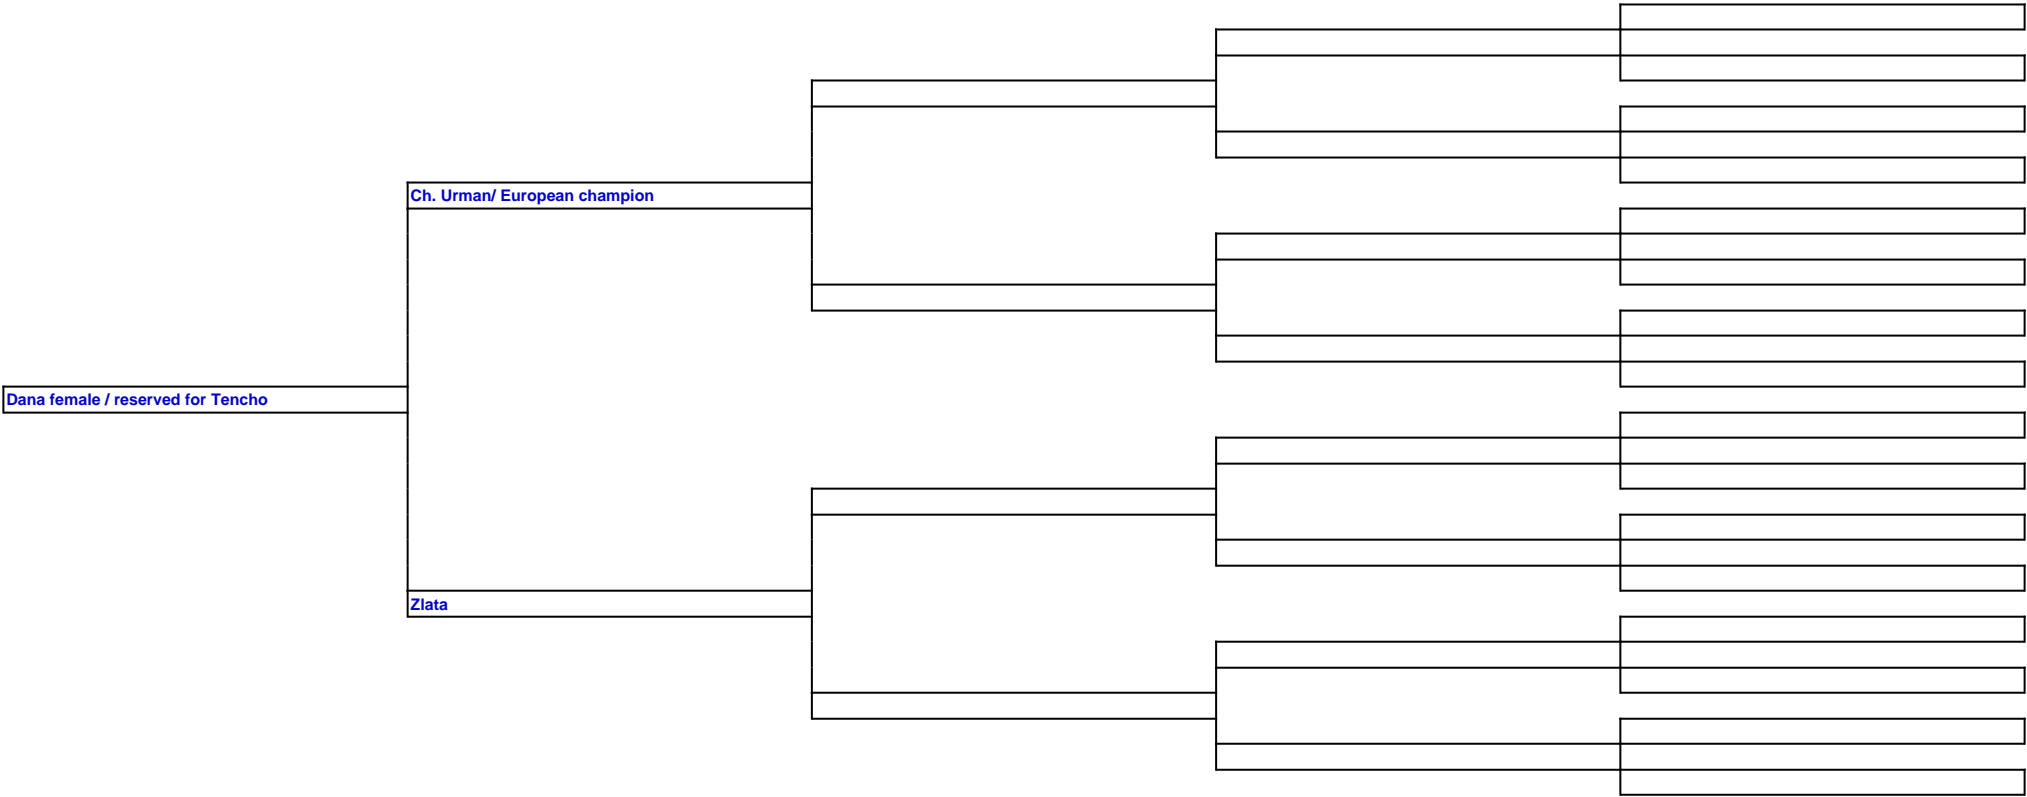 Ch. Urman/ European champion
Dana female / reserved for Tencho
Zlata